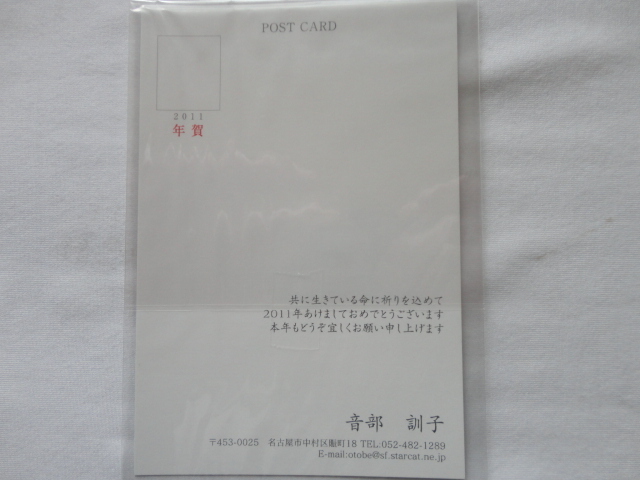 POST CARD
2011
年賀
共に生きている命に祈りを込めて
2011年あけましておめでとうございます
本年もどうぞ宜しくお願い申し上げます
音部　訓子
〒453-0025　名古屋市中村区賑町18 TEL.052-482-1289
E-mail:otobe@sf.starcat.ne.jp